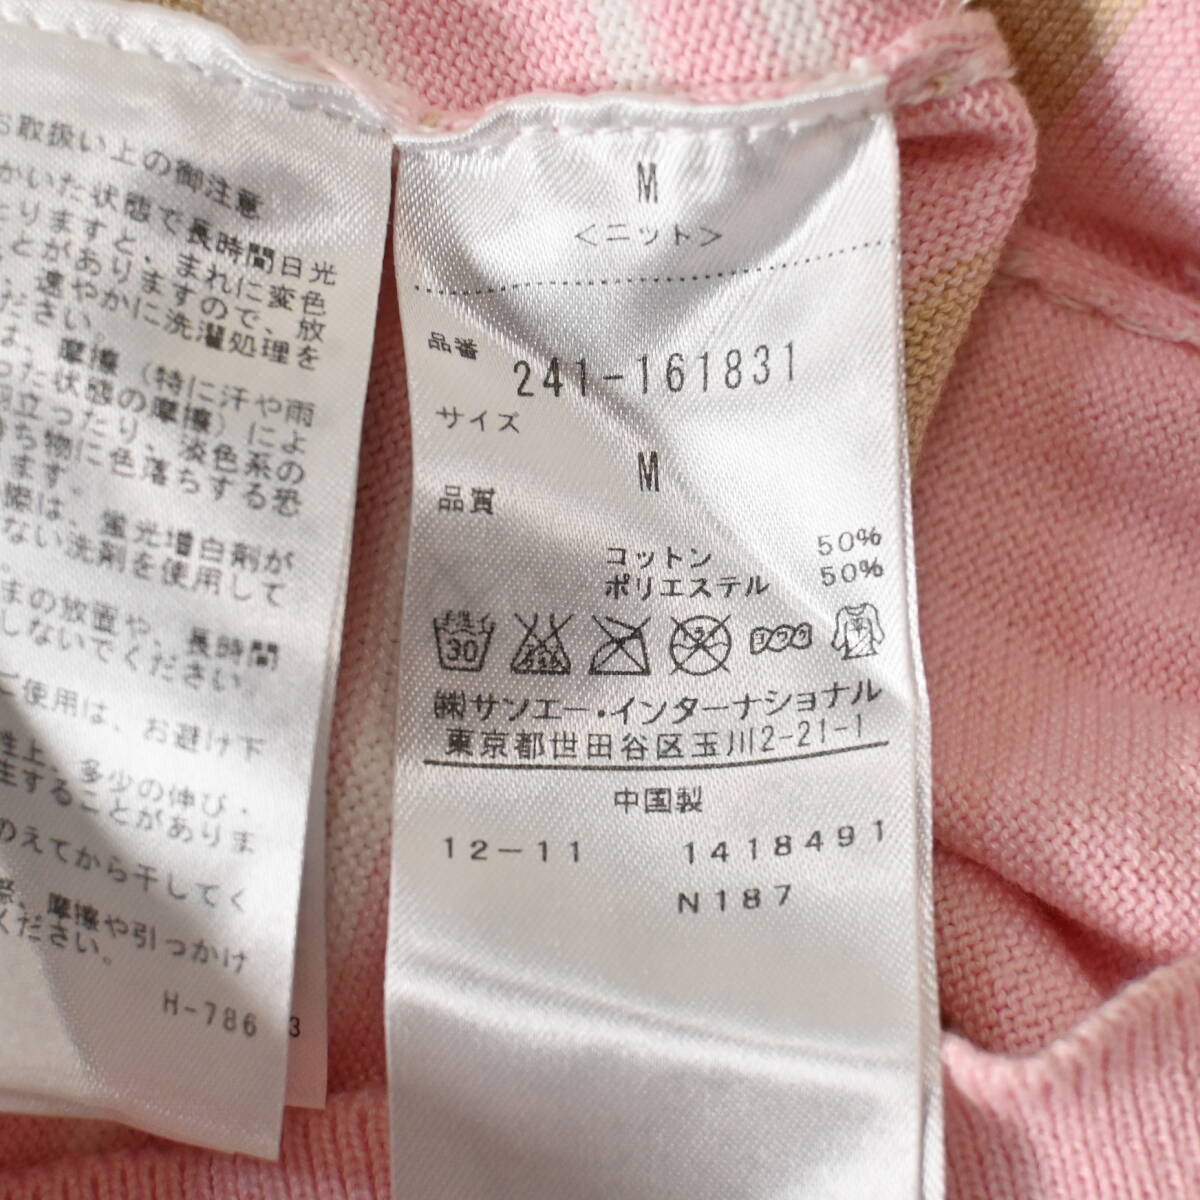 お取扱い上の御注意
かいた状態で長時間日光
とりますと、まれに変色
ことがありますので、放
、速やかに洗濯処理を
ださい。
は、摩擦（特に汗や雨
った状態の摩擦）によ
羽立ったり、淡色系の
持ち物に色落ちする恐
ます。
際は、蛍光増白剤が
ない洗剤を使用して
まの放置や、長時間
しないでください。
ご使用は、お避け下
性上、多少の伸び・
生ずることがありま
のえてから干してく
際、摩擦や引っかけ
ください。
H-786
3
M
<ニット>
品番 241-161831
サイズ
M
品質
コットン 50%
ポリエステル 50%
手洗イ
30
㈱サンエー・インターナショナル
東京都世田谷区玉川2-21-1
中国製
12-11 1418491
N187